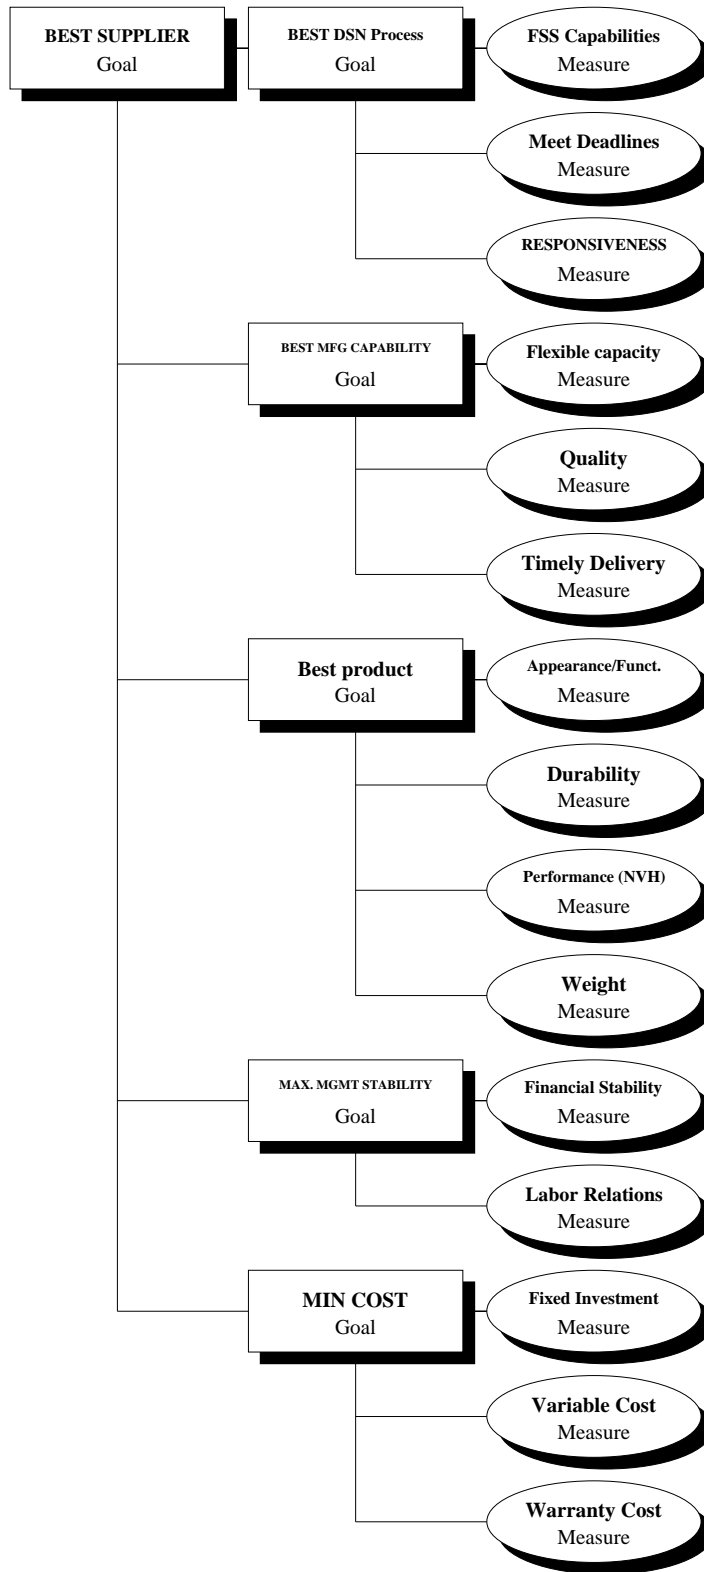 BEST SUPPLIER
Goal
BEST DSN Process
Goal
FSS Capabilities
Measure
Meet Deadlines
Measure
RESPONSIVENESS
Measure
BEST MFG CAPABILITY
Goal
Flexible capacity
Measure
Quality
Measure
Timely Delivery
Measure
Best product
Goal
Appearance/Funct.
Measure
Durability
Measure
Performance (NVH)
Measure
Weight
Measure
MAX. MGMT STABILITY
Goal
Financial Stability
Measure
Labor Relations
Measure
MIN COST
Goal
Fixed Investment
Measure
Variable Cost
Measure
Warranty Cost
Measure